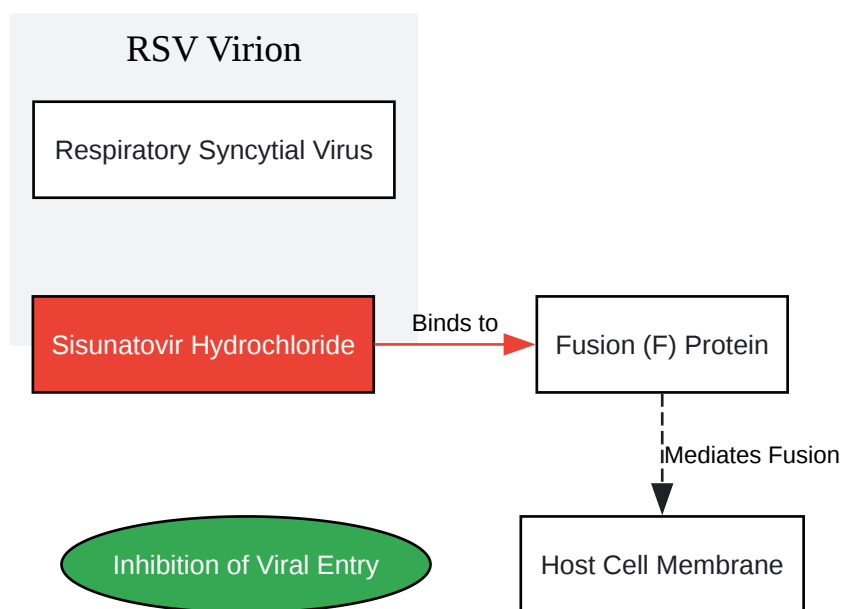 RSV Virion
Respiratory Syncytial Virus
Sisunatovir Hydrochloride
Binds to
Fusion (F) Protein
Mediates Fusion
Inhibition of Viral Entry
Host Cell Membrane